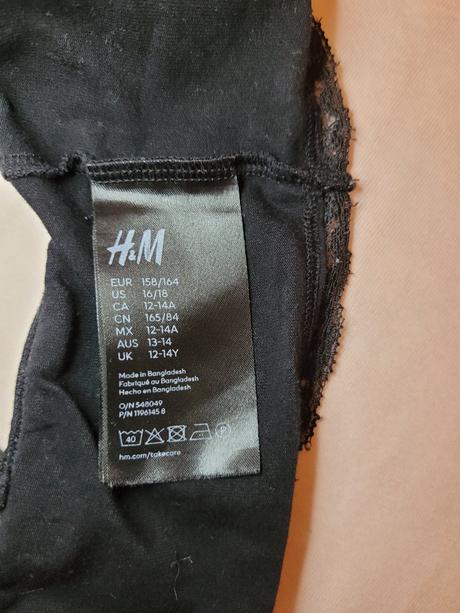 H&M
EUR 158/164
US 16/18
CA 12-14A
CN 165/84
MX 12-14A
AUS 13-14
UK 12-14Y
Made in Bangladesh
Fabriqué au Bangladesh
Hecho en Bangladesh
O/N 548049
P/N 1196145 8
40 P
hm.com/takecare